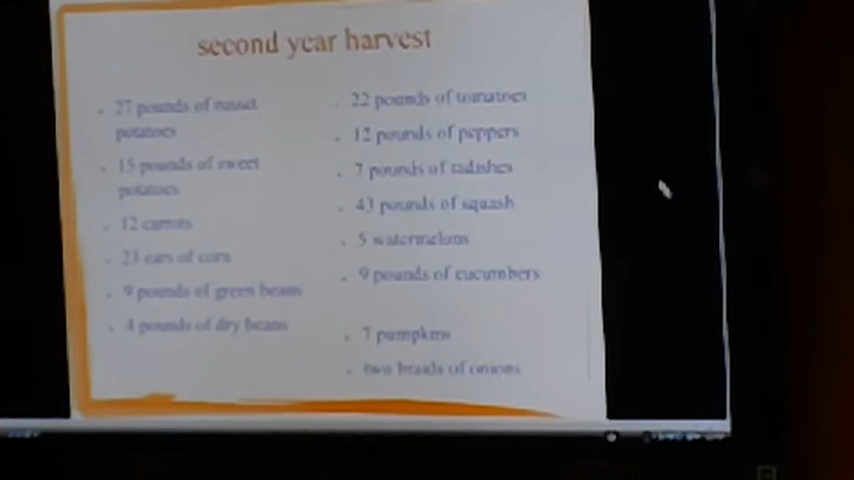 second year harvest
27 pounds of russet
potatoes
15 pounds of sweet
potatoes
12 carrots
23 ears of corn
9 pounds of green beans
4 pounds of dry beans
22 pounds of tomatoes
12 pounds of peppers
7 pounds of radishes
43 pounds of squash
5 watermelons
9 pounds of cucumbers
7 pumpkins
two braids of onions